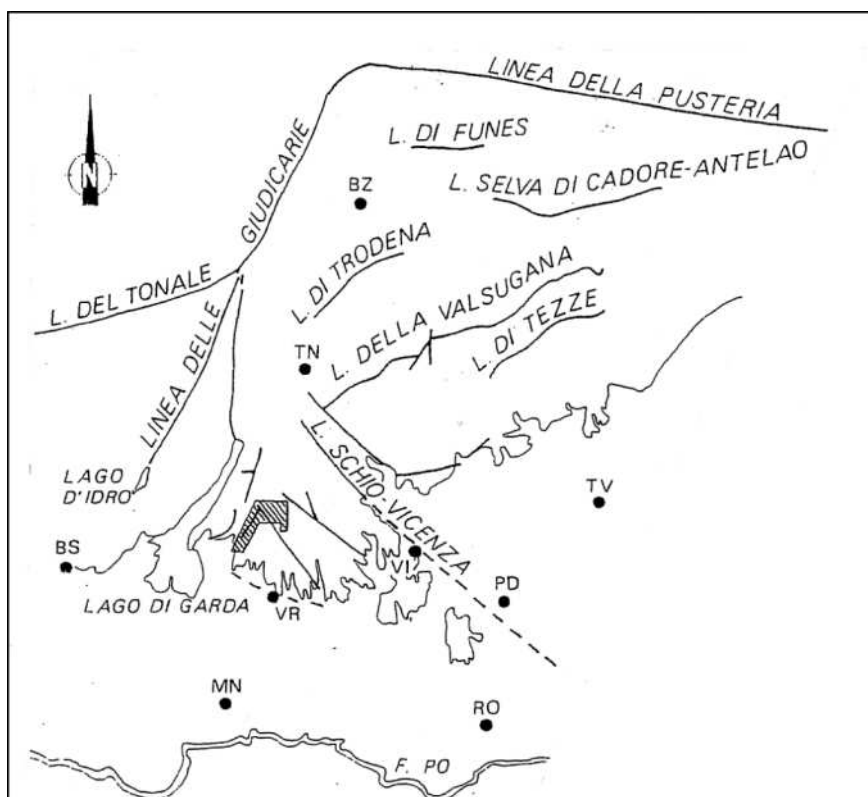 LINEA DELLA PUSTERIA
L. DI FUNES
L. SELVA DI CADORE-ANTELAO
N
BZ
GIUDICARIE
L. DI TRODENA
L. DEL TONALE
L. DELLA VALSUGANA
L. DI TEZZE
LINEA DELLE
TN
L. SCHIO-VICENZA
LAGO
D'IDRO
TV
BS
VI
LAGO DI GARDA
VR
PD
MN
RO
F. PO